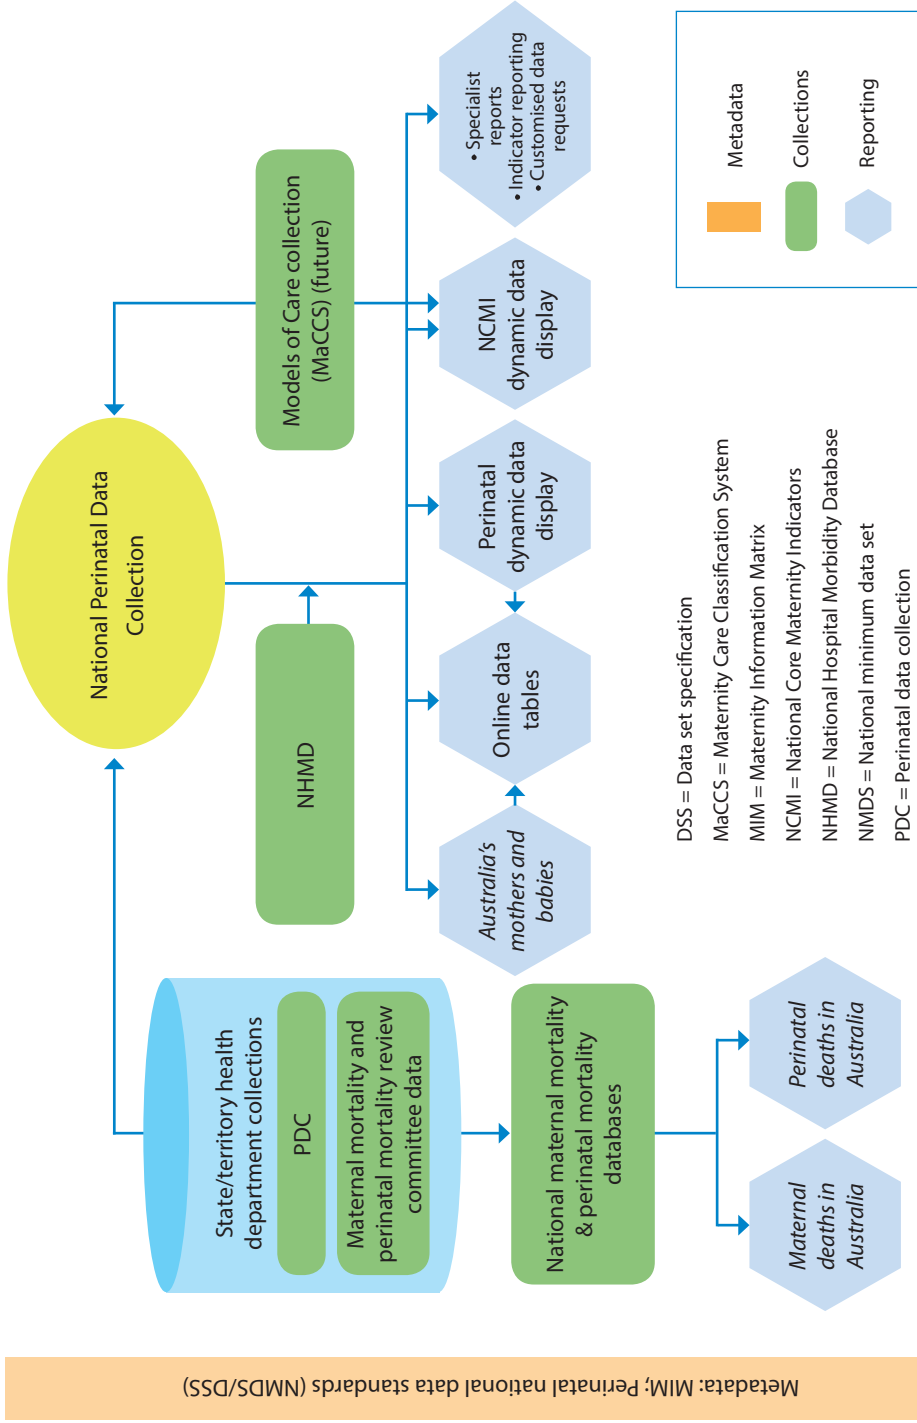 National Perinatal Data
Collection
State/territory health
department collections
PDC
Maternal mortality and
perinatal mortality review
committee data
NHMD
Models of Care collection
(MaCCS) (future)
National maternal mortality
& perinatal mortality
databases
Australia's
mothers and
babies
Online data
tables
Perinatal
dynamic data
display
NCMI
dynamic data
display
• Specialist
reports
• Indicator reporting
• Customised data
requests
Maternal
deaths in
Australia
Perinatal
deaths in
Australia
DSS = Data set specification
MaCCS = Maternity Care Classification System
MIM = Maternity Information Matrix
NCMI = National Core Maternity Indicators
NHMD = National Hospital Morbidity Database
NMDS = National minimum data set
PDC = Perinatal data collection
Metadata
Collections
Reporting
Metadata: MIM; Perinatal national data standards (NMDS/DSS)